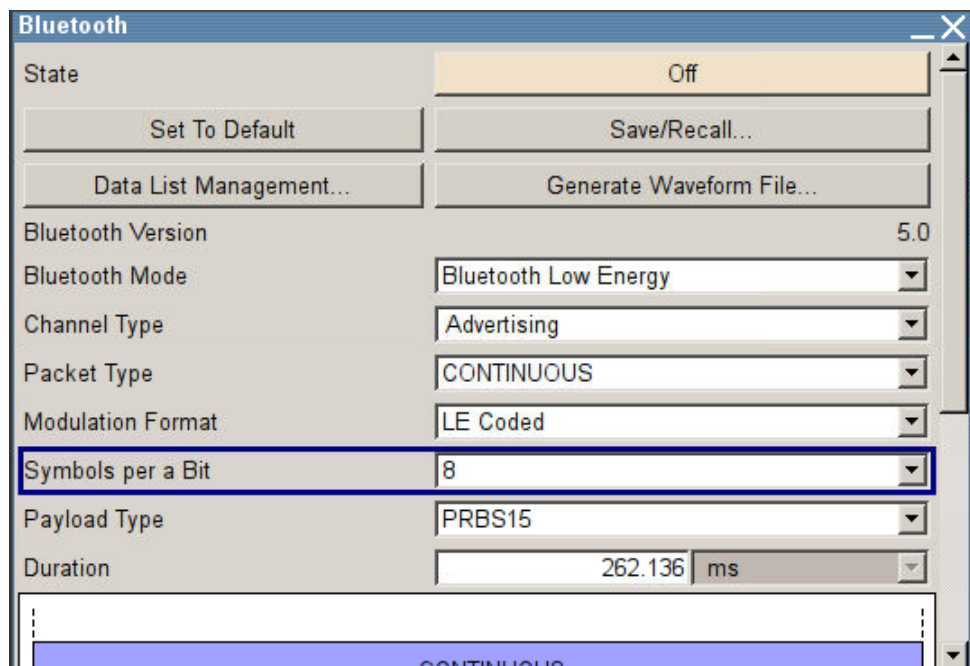 Bluetooth
State Off
Set To Default Save/Recall...
Data List Management... Generate Waveform File...
Bluetooth Version 5.0
Bluetooth Mode Bluetooth Low Energy
Channel Type Advertising
Packet Type CONTINUOUS
Modulation Format LE Coded
Symbols per a Bit 8
Payload Type PRBS15
Duration 262.136 ms
CONTINUOUS